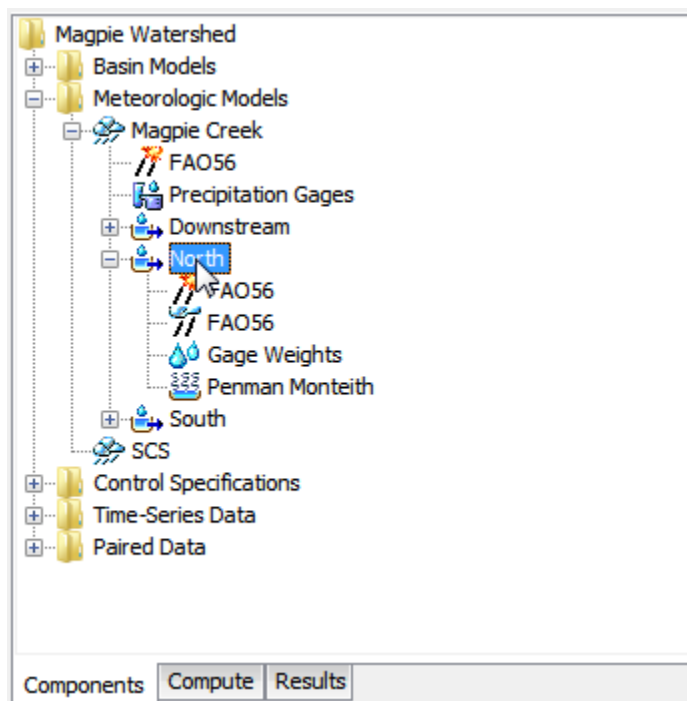 Magpie Watershed
Basin Models
Meteorologic Models
Magpie Creek
FAO56
Precipitation Gages
Downstream
North
FAO56
FAO56
Gage Weights
Penman Monteith
South
SCS
Control Specifications
Time-Series Data
Paired Data
Components Compute Results